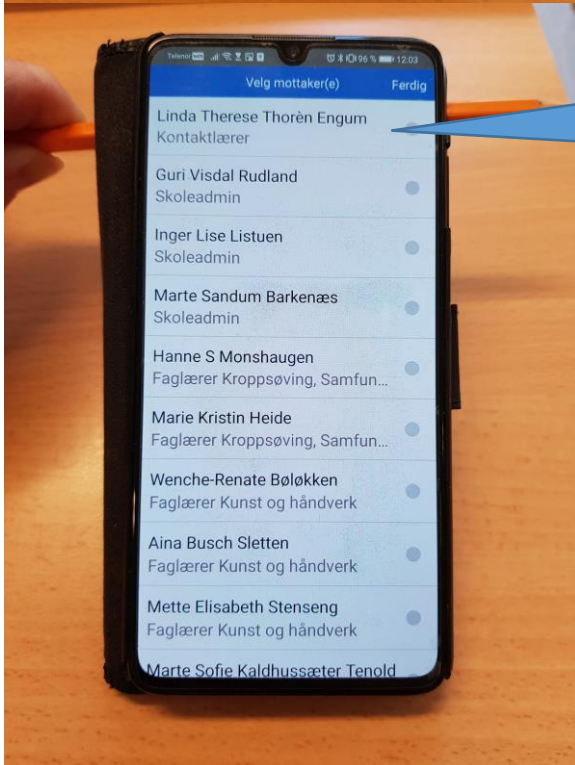 Telenor 96 % 12:03
Velg mottaker(e) Ferdig
Linda Therese Thorèn Engum
Kontaktlærer
Guri Visdal Rudland
Skoleadmin
Inger Lise Listuen
Skoleadmin
Marte Sandum Barkenæs
Skoleadmin
Hanne S Monshaugen
Faglærer Kroppsøving, Samfun...
Marie Kristin Heide
Faglærer Kroppsøving, Samfun...
Wenche-Renate Bøløkken
Faglærer Kunst og håndverk
Aina Busch Sletten
Faglærer Kunst og håndverk
Mette Elisabeth Stenseng
Faglærer Kunst og håndverk
Marte Sofie Kaldhussæter Tenold